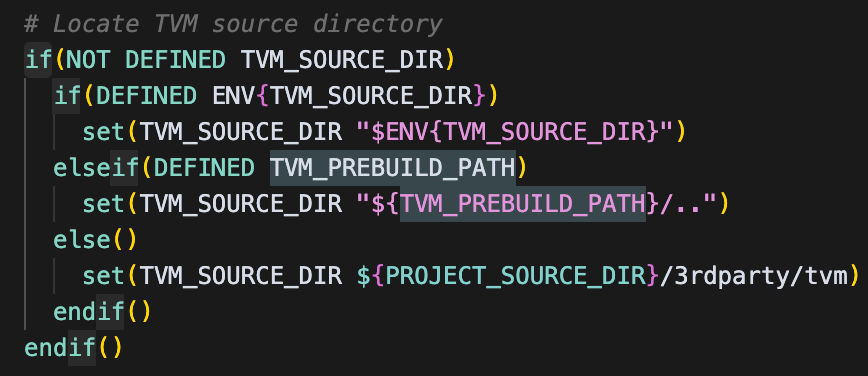 # Locate TVM source directory
if(NOT DEFINED TVM_SOURCE_DIR)
  if(DEFINED ENV{TVM_SOURCE_DIR})
    set(TVM_SOURCE_DIR "$ENV{TVM_SOURCE_DIR}")
  elseif(DEFINED TVM_PREBUILD_PATH)
    set(TVM_SOURCE_DIR "${TVM_PREBUILD_PATH}/..")
  else()
    set(TVM_SOURCE_DIR ${PROJECT_SOURCE_DIR}/3rdparty/tvm)
  endif()
endif()